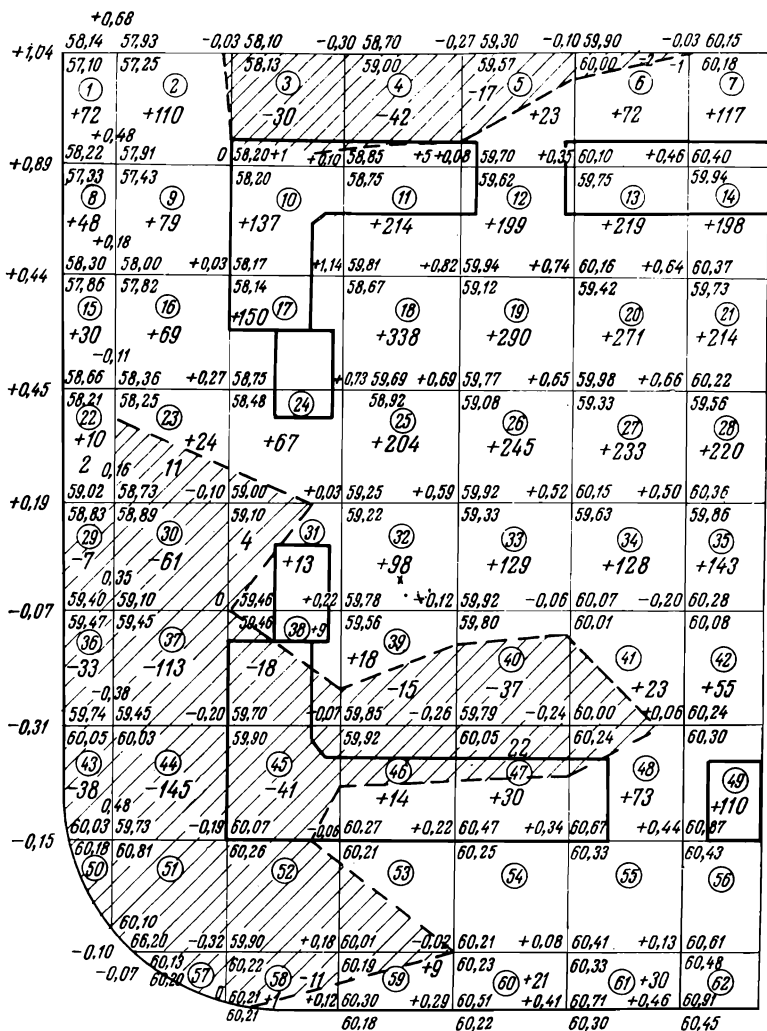 +0,68
+1,04 58,14 57,93 -0,03 58,10 -0,30 58,70 -0,27 59,30 -0,10 59,90 -0,03 60,15
57,10 57,25 58,13 59,00 59,57 60,00 -2 -1 60,18
1 2 3 4 5 6 7
+72 +110 -30 -42 -17 +23 +72 +117
+0,48
+0,89 58,22 57,91 0 58,20 +1 +0,10 58,85 +5 +0,08 59,70 +0,35 60,10 +0,46 60,40
57,33 57,43 58,20 58,75 59,62 59,75 59,94
8 9 10 11 12 13 14
+48 +79 +137 +214 +199 +219 +198
+0,18
+0,44 58,30 58,00 +0,03 58,17 +1,14 59,81 +0,82 59,94 +0,74 60,16 +0,64 60,37
57,86 57,82 58,14 58,67 59,12 59,42 59,73
15 16 17 18 19 20 21
+30 +69 +150 +338 +290 +271 +214
-0,11
+0,45 58,66 58,36 +0,27 58,75 +0,73 59,69 +0,69 59,77 +0,65 59,98 +0,66 60,22
58,21 58,25 58,48 58,92 59,08 59,33 59,56
22 23 24 25 26 27 28
+10 +24 +67 +204 +245 +233 +220
2 0,16 11
+0,19 59,02 58,73 -0,10 59,00 +0,03 59,25 +0,59 59,92 +0,52 60,15 +0,50 60,36
58,83 58,89 59,10 59,22 59,33 59,63 59,86
29 30 4 31 32 33 34 35
-7 -61 +13 +98 +129 +128 +143
0,35
-0,07 59,40 59,10 0 59,46 +0,22 59,78 +0,12 59,92 -0,06 60,07 -0,20 60,28
59,47 59,45 59,46 59,56 59,80 60,01 60,08
36 37 38 +9 39 40 41 42
-33 -113 -18 +18 -15 -37 +23 +55
-0,38
-0,31 59,74 59,45 -0,20 59,70 -0,07 59,85 -0,26 59,79 -0,24 60,00 +0,06 60,24
60,05 60,03 59,90 59,92 60,05 22 60,24 60,30
43 44 45 46 47 48 49
-38 -145 -41 +14 +30 +73 +110
0,48
-0,15 60,03 59,73 -0,19 60,07 -0,06 60,27 +0,22 60,47 +0,34 60,67 +0,44 60,87
60,18 60,81 60,26 60,21 60,25 60,33 60,43
50 51 52 53 54 55 56
60,10
-0,10 66,20 -0,32 59,90 +0,18 60,01 -0,02 60,21 +0,08 60,41 +0,13 60,61
-0,07 60,13 60,22 60,19 +9 60,23 60,33 60,48
60,20 57 58 -11 59 60 +21 61 +30 62
0 60,21 +1 +0,12 60,30 +0,29 60,51 +0,41 60,71 +0,46 60,91
60,21 60,18 60,22 60,30 60,45